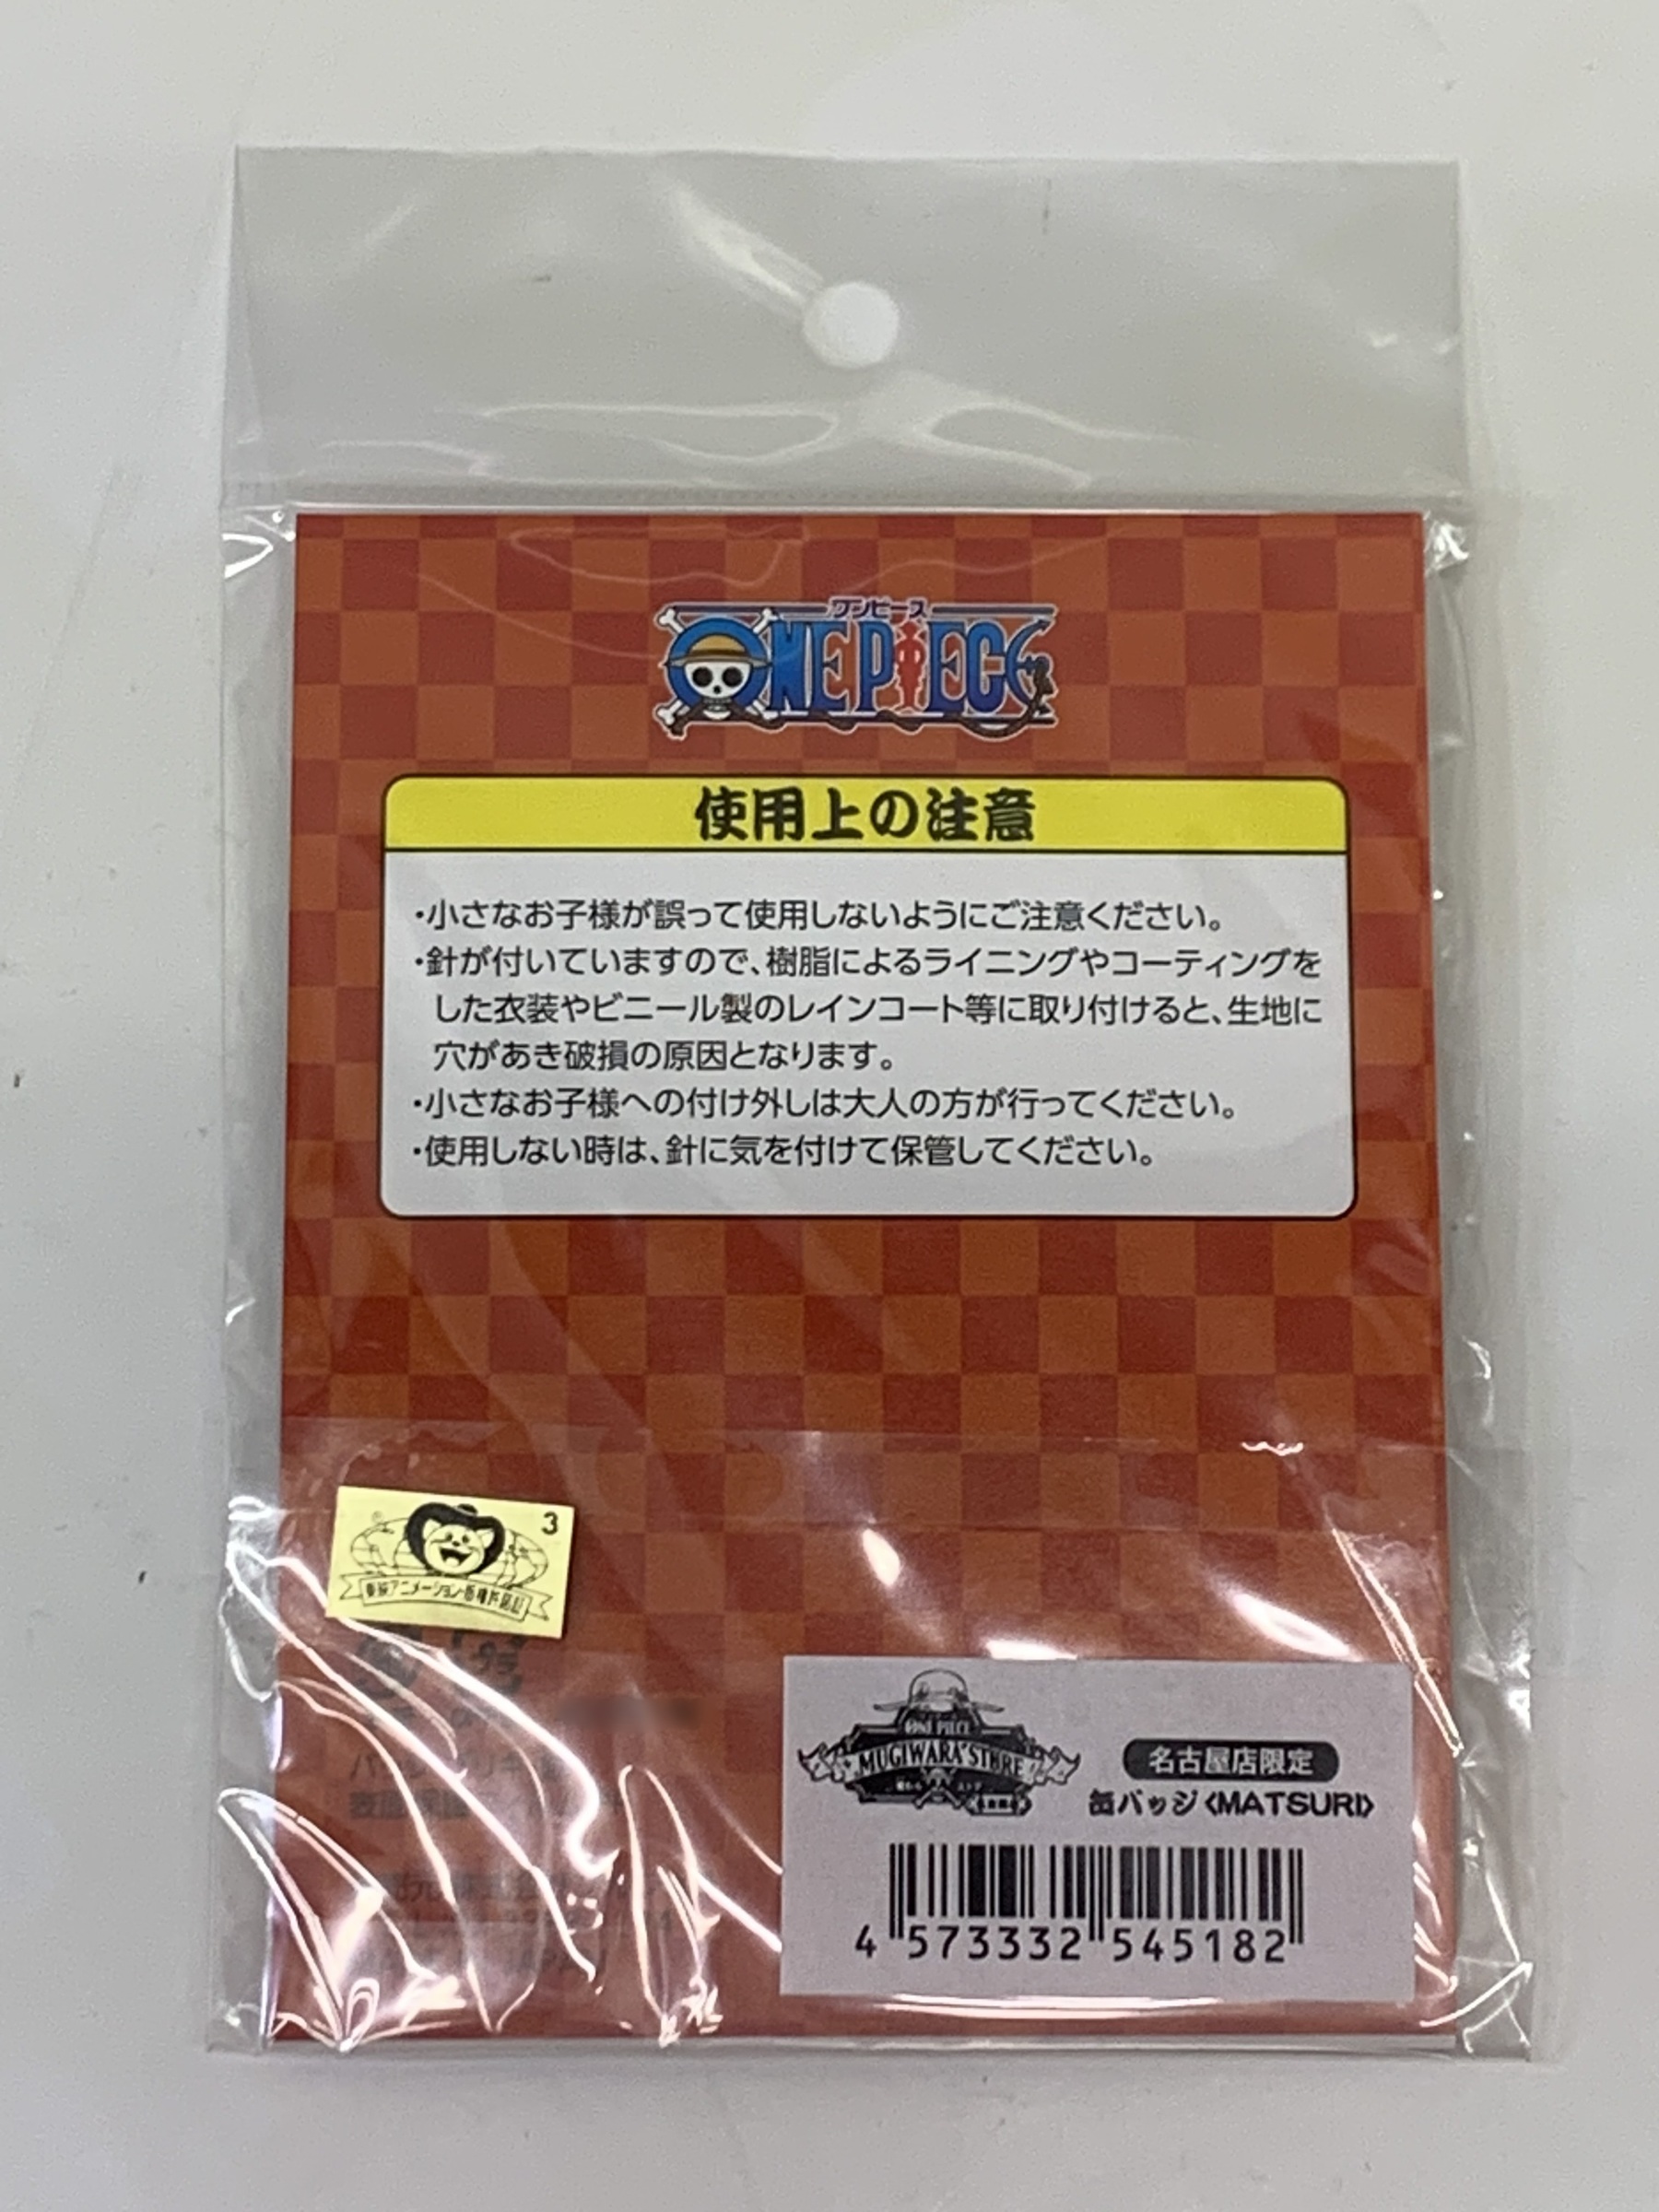 ワンピース
ONE PIECE
使用上の注意
・小さなお子様が誤って使用しないようにご注意ください。
・針が付いていますので、樹脂によるライニングやコーティングを
した衣装やビニール製のレインコート等に取り付けると、生地に
穴があき破損の原因となります。
・小さなお子様への付け外しは大人の方が行ってください。
・使用しない時は、針に気を付けて保管してください。
3
東映アニメーション・版権許諾証
ONE PIECE
MUGIWARA STORE
名古屋店限定
缶バッジ〈MATSURI〉
4 573332 545182